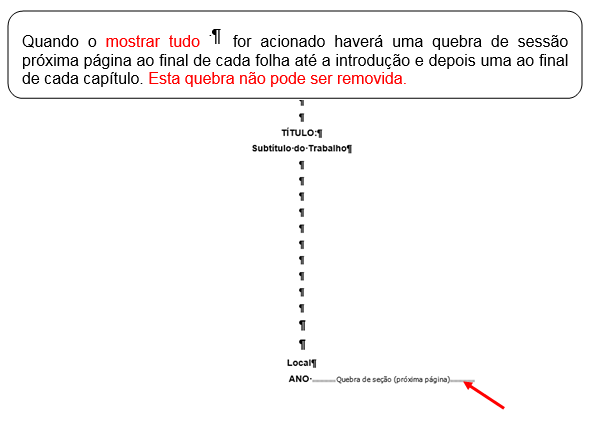 Quando o mostrar tudo ¶ for acionado haverá uma quebra de sessão
próxima página ao final de cada folha até a introdução e depois uma ao final
de cada capítulo. Esta quebra não pode ser removida.
¶
¶
TÍTULO:¶
Subtítulo·do·Trabalho¶
¶
¶
¶
¶
¶
¶
¶
¶
¶
¶
¶
¶
Local¶
ANO·..........Quebra de seção (próxima página)..........